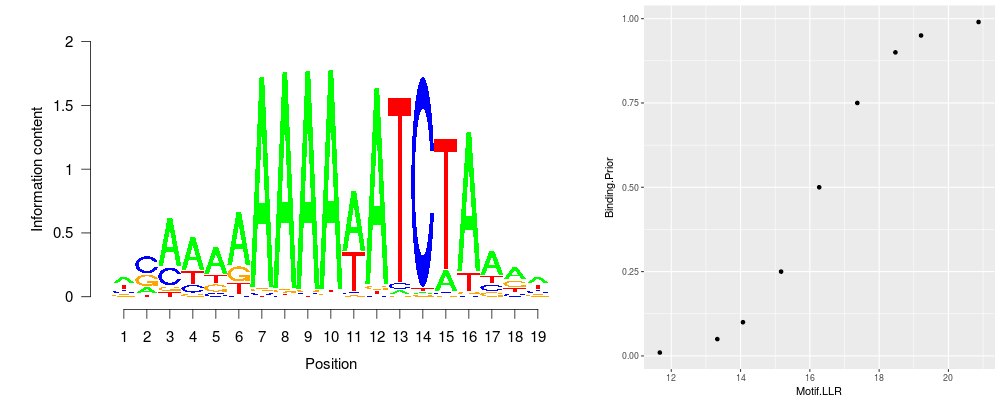 2
1.5
1
0.5
0
Information content
1 2 3 4 5 6 7 8 9 10 11 12 13 14 15 16 17 18 19
Position
A A A A A A A A A A A T C T A
1.00
0.75
0.50
0.25
0.00
Binding.Prior
12 14 16 18 20
Motif.LLR